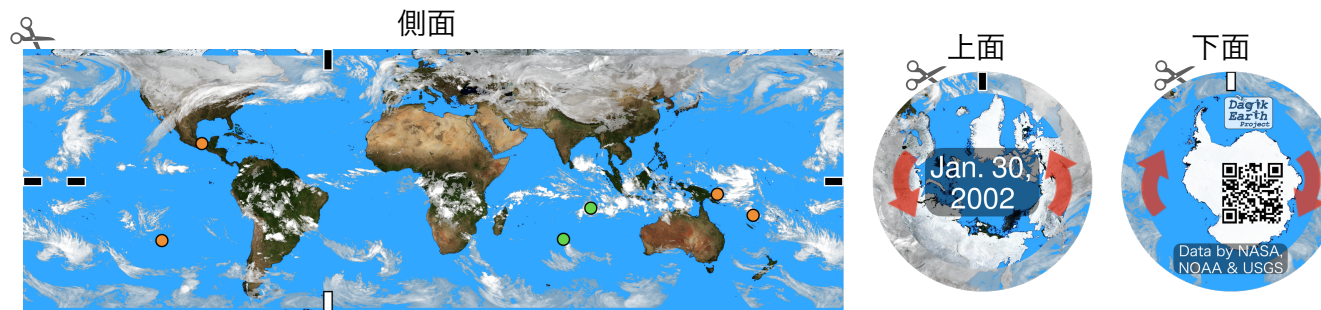 側面
上面
下面
Jan. 30,
2002
Dagik
Earth
Project
Data by NASA,
NOAA & USGS